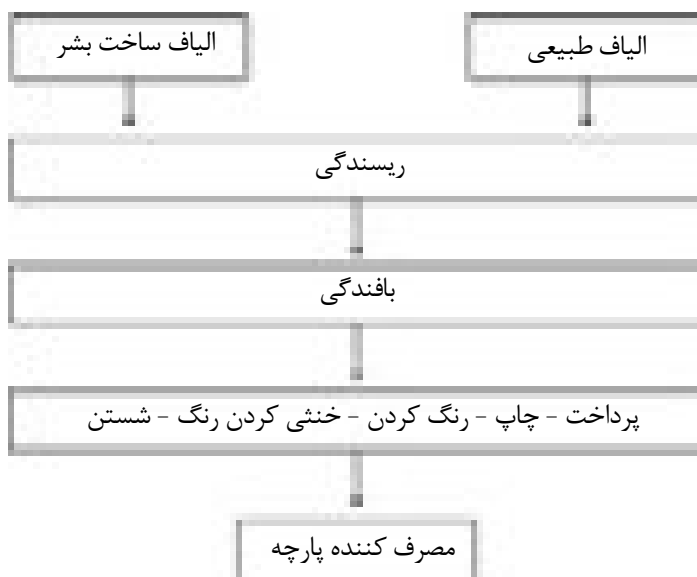 الیاف طبیعی
الیاف ساخت بشر
ریسندگی
بافندگی
پرداخت - چاپ - رنگ کردن - خنثی کردن رنگ - شستن
مصرف کننده پارچه